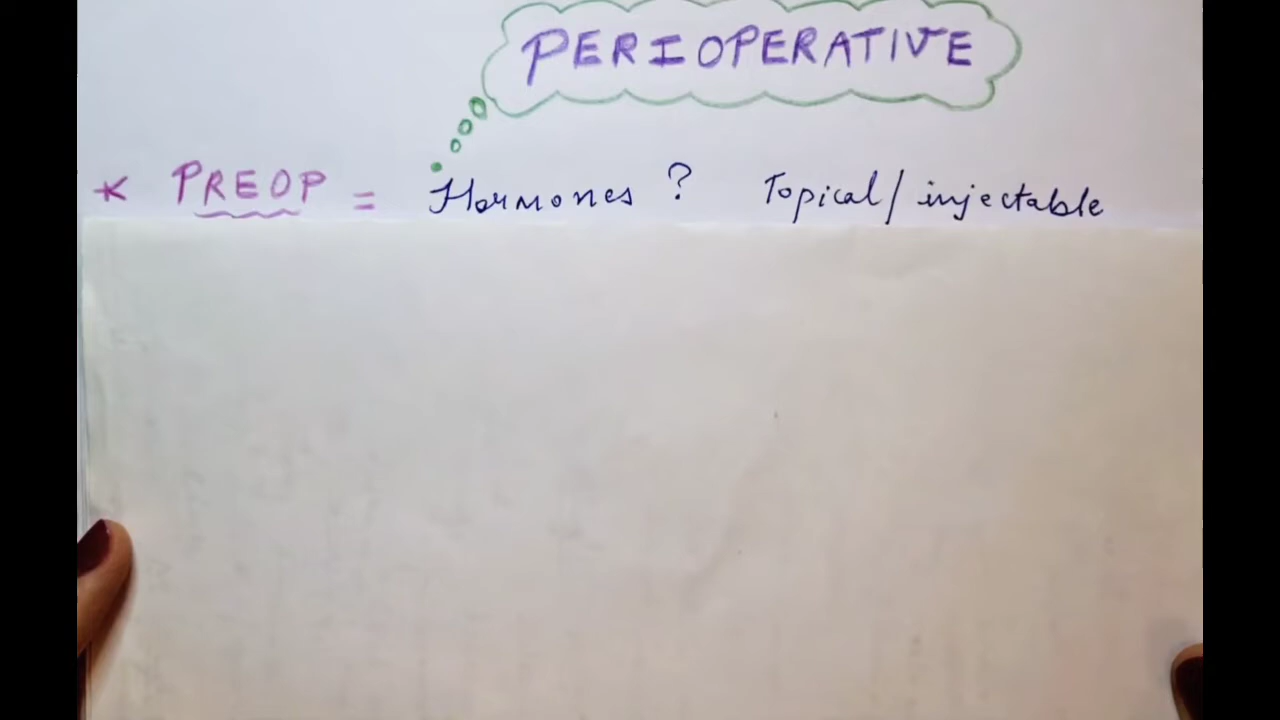 PERIOPERATIVE
* PREOP = Hormones ? Topical/injectable